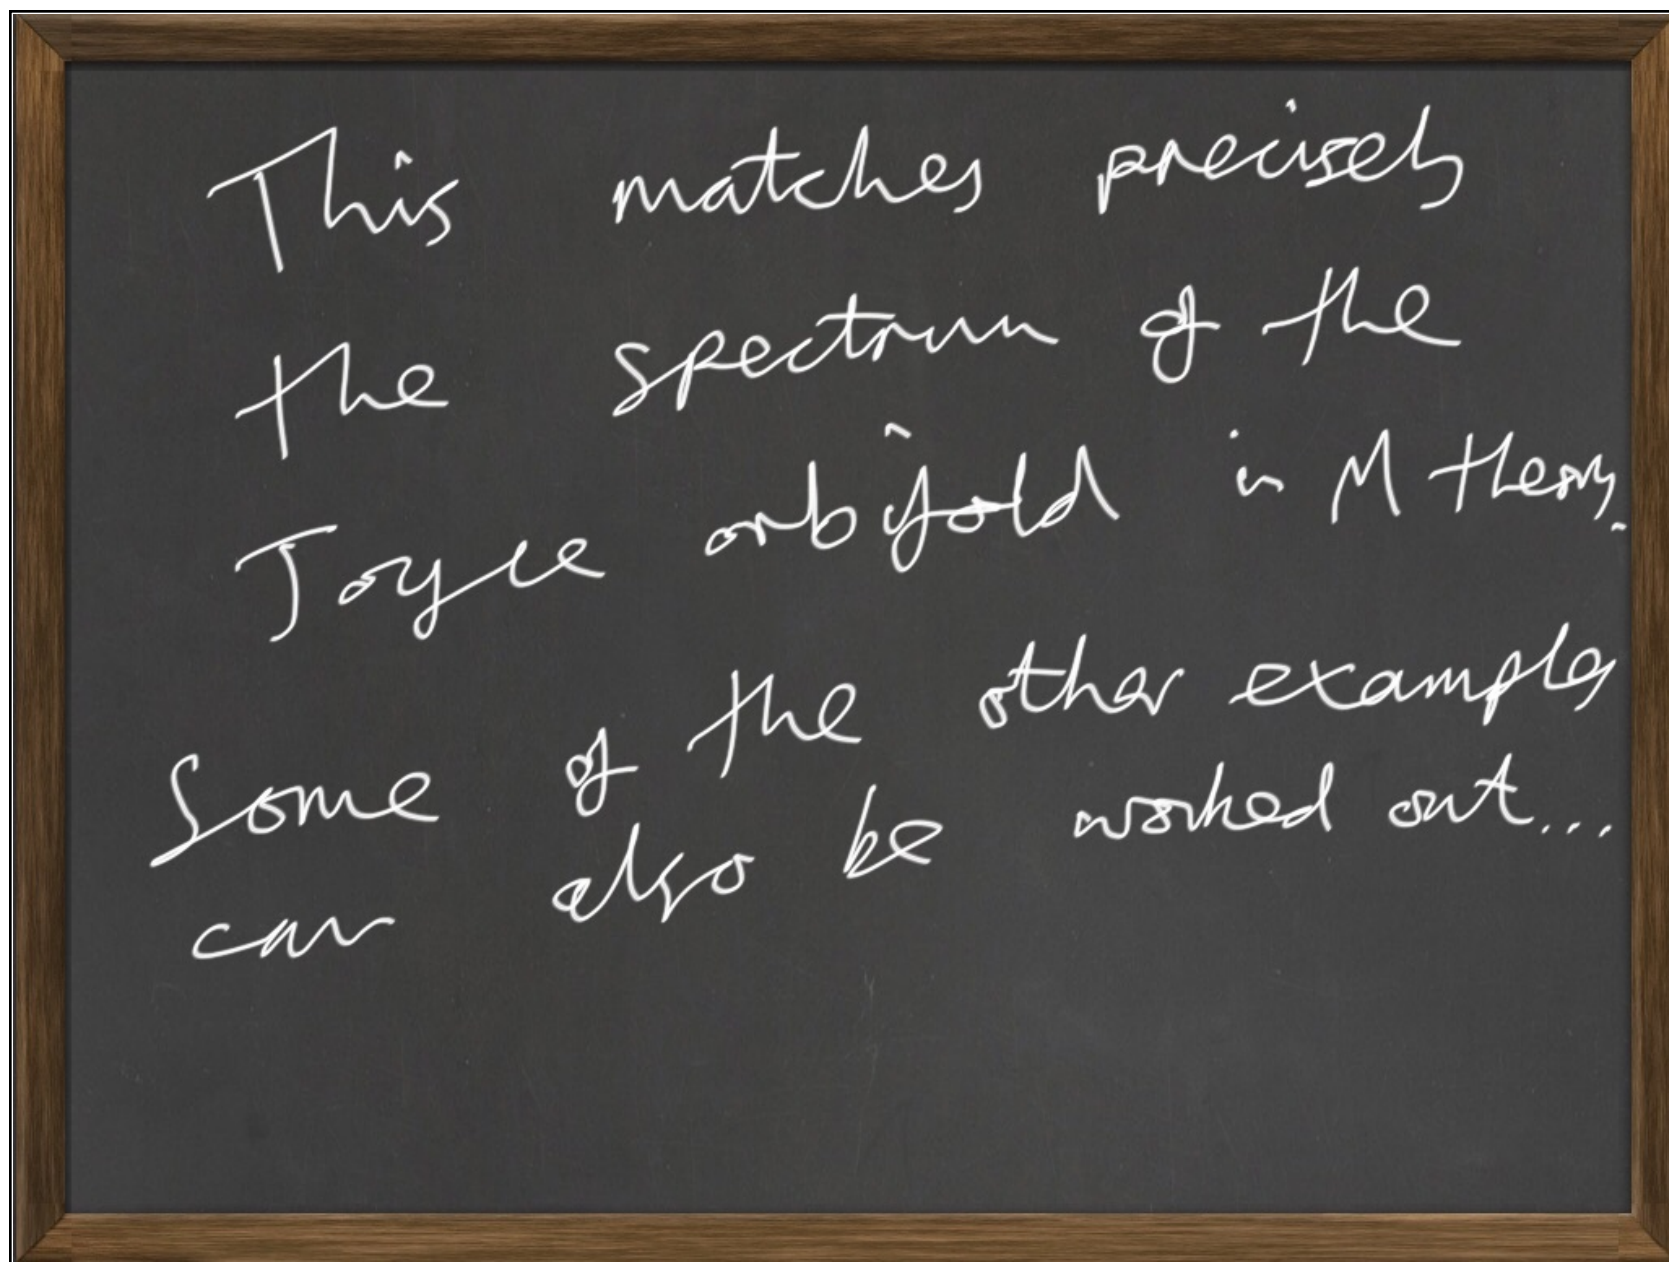 This matches precisely
the spectrum of the
Joyce orbifold in M theory.
Some of the other examples
can also be worked out...